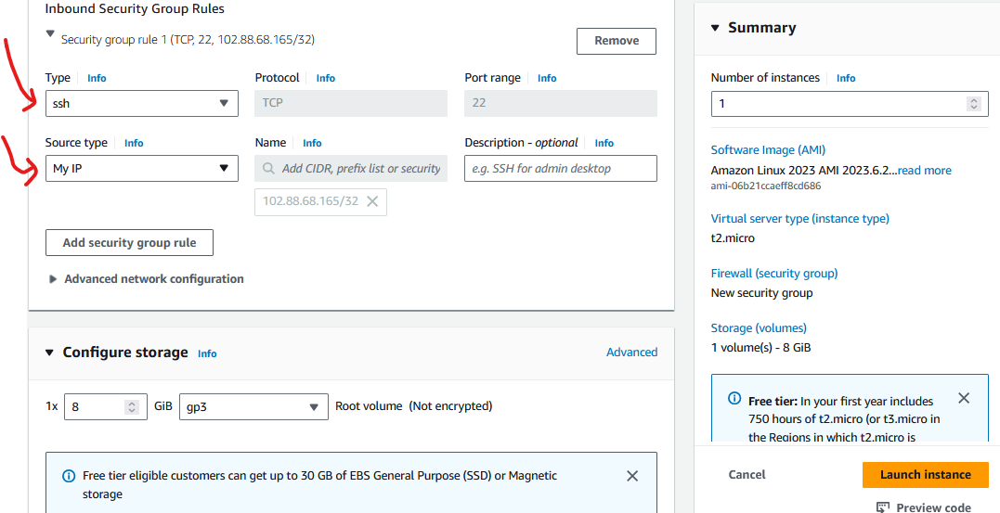 Inbound Security Group Rules
Security group rule 1 (TCP, 22, 102.88.68.165/32)
Remove
Type Info Protocol Info Port range Info
ssh TCP 22
Source type Info Name Info Description - optional Info
My IP Add CIDR, prefix list or security e.g. SSH for admin desktop
102.88.68.165/32
Add security group rule
Advanced network configuration
Configure storage Info Advanced
1x 8 GiB gp3 Root volume (Not encrypted)
Free tier eligible customers can get up to 30 GB of EBS General Purpose (SSD) or Magnetic
storage
Summary
Number of instances Info
1
Software Image (AMI)
Amazon Linux 2023 AMI 2023.6.2...read more
ami-06b21ccaeff8cd686
Virtual server type (instance type)
t2.micro
Firewall (security group)
New security group
Storage (volumes)
1 volume(s) - 8 GiB
Free tier: In your first year includes
750 hours of t2.micro (or t3.micro in
the Regions in which t2.micro is
Cancel Launch instance
Preview code